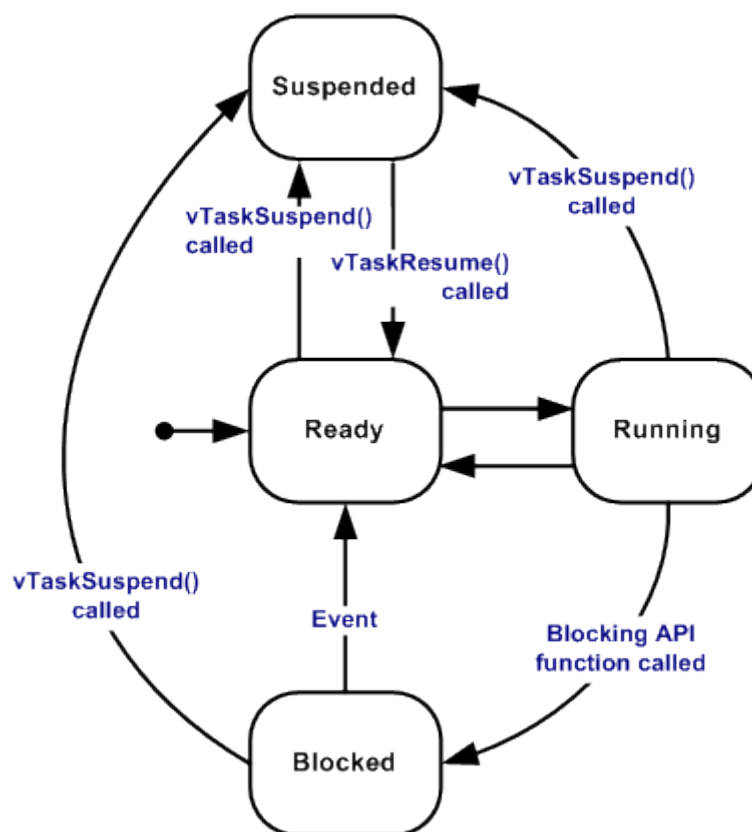 Suspended
vTaskSuspend()
called
vTaskSuspend()
called
vTaskResume()
called
Ready
Running
vTaskSuspend()
called
Event
Blocking API
function called
Blocked